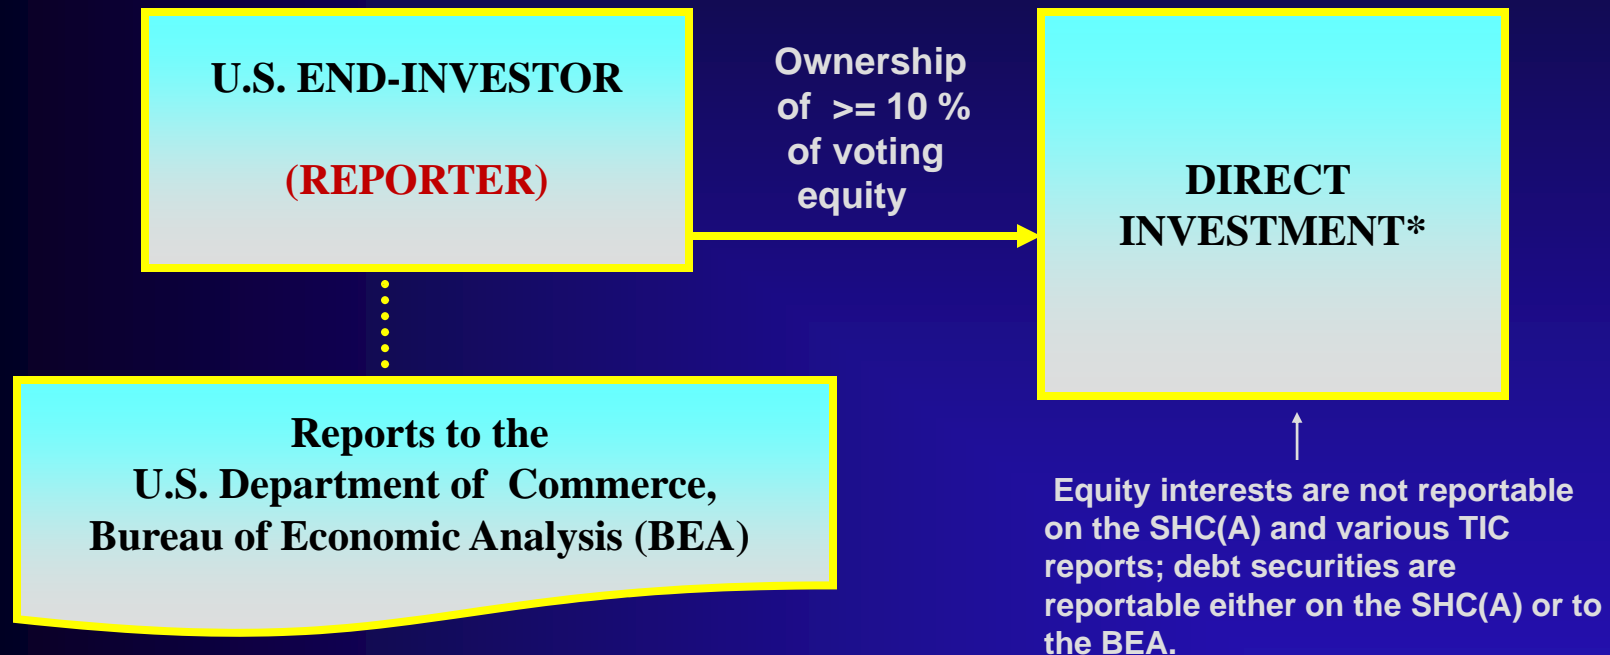 U.S. END-INVESTOR
(REPORTER)
Ownership
of >= 10 %
of voting
equity
DIRECT
INVESTMENT*
Reports to the
U.S. Department of Commerce,
Bureau of Economic Analysis (BEA)
Equity interests are not reportable
on the SHC(A) and various TIC
reports; debt securities are
reportable either on the SHC(A) or to
the BEA.